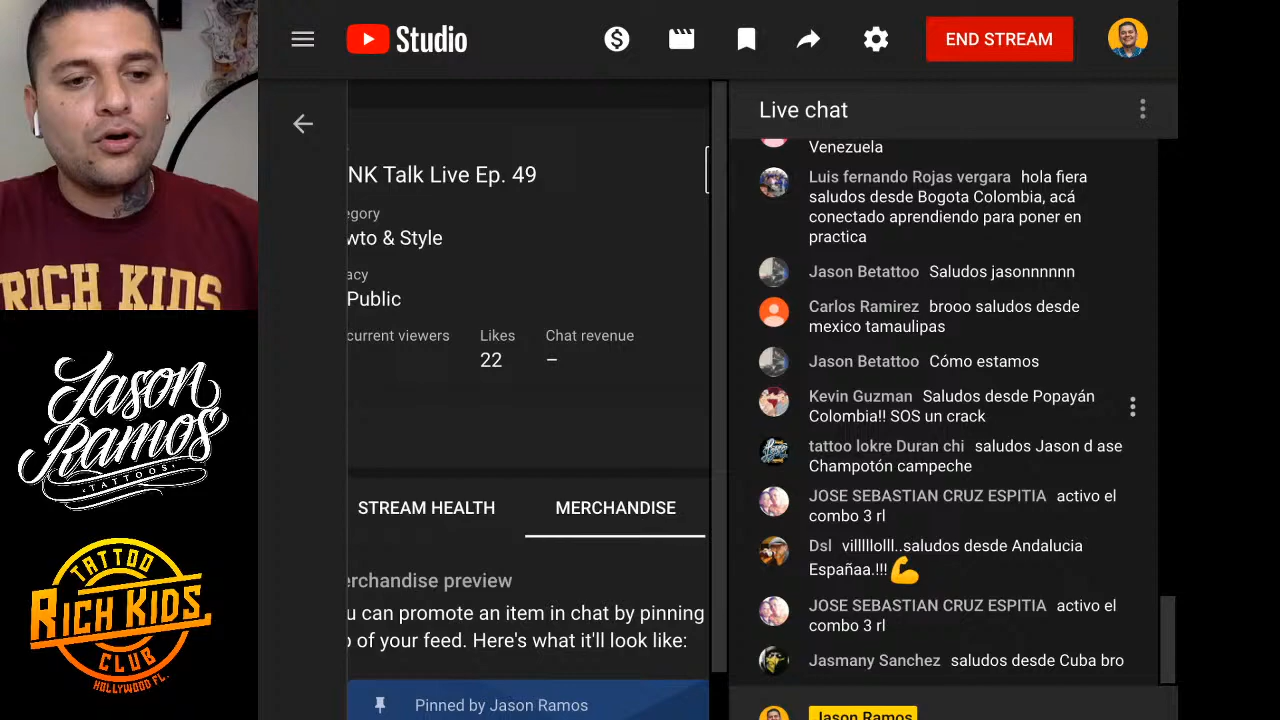 Studio
END STREAM
Live chat
NK Talk Live Ep. 49
egory
wto & Style
acy
Public
current viewers
Likes
Chat revenue
22
–
STREAM HEALTH
MERCHANDISE
erchandise preview
u can promote an item in chat by pinning
of your feed. Here's what it'll look like:
Pinned by Jason Ramos
Venezuela
Luis fernando Rojas vergara hola fiera
saludos desde Bogota Colombia, acá
conectado aprendiendo para poner en
practica
Jason Betattoo Saludos jasonnnnnn
Carlos Ramirez brooo saludos desde
mexico tamaulipas
Jason Betattoo Cómo estamos
Kevin Guzman Saludos desde Popayán
Colombia!! SOS un crack
tattoo lokre Duran chi saludos Jason d ase
Champotón campeche
JOSE SEBASTIAN CRUZ ESPITIA activo el
combo 3 rl
Dsl villlllolll..saludos desde Andalucia
Españaa.!!!💪
JOSE SEBASTIAN CRUZ ESPITIA activo el
combo 3 rl
Jasmany Sanchez saludos desde Cuba bro
Jason Ramos
RICH KIDS
Jason
Ramos
TATTOOS
TATTOO
RICH KIDS
CLUB
HOLLYWOOD FL.